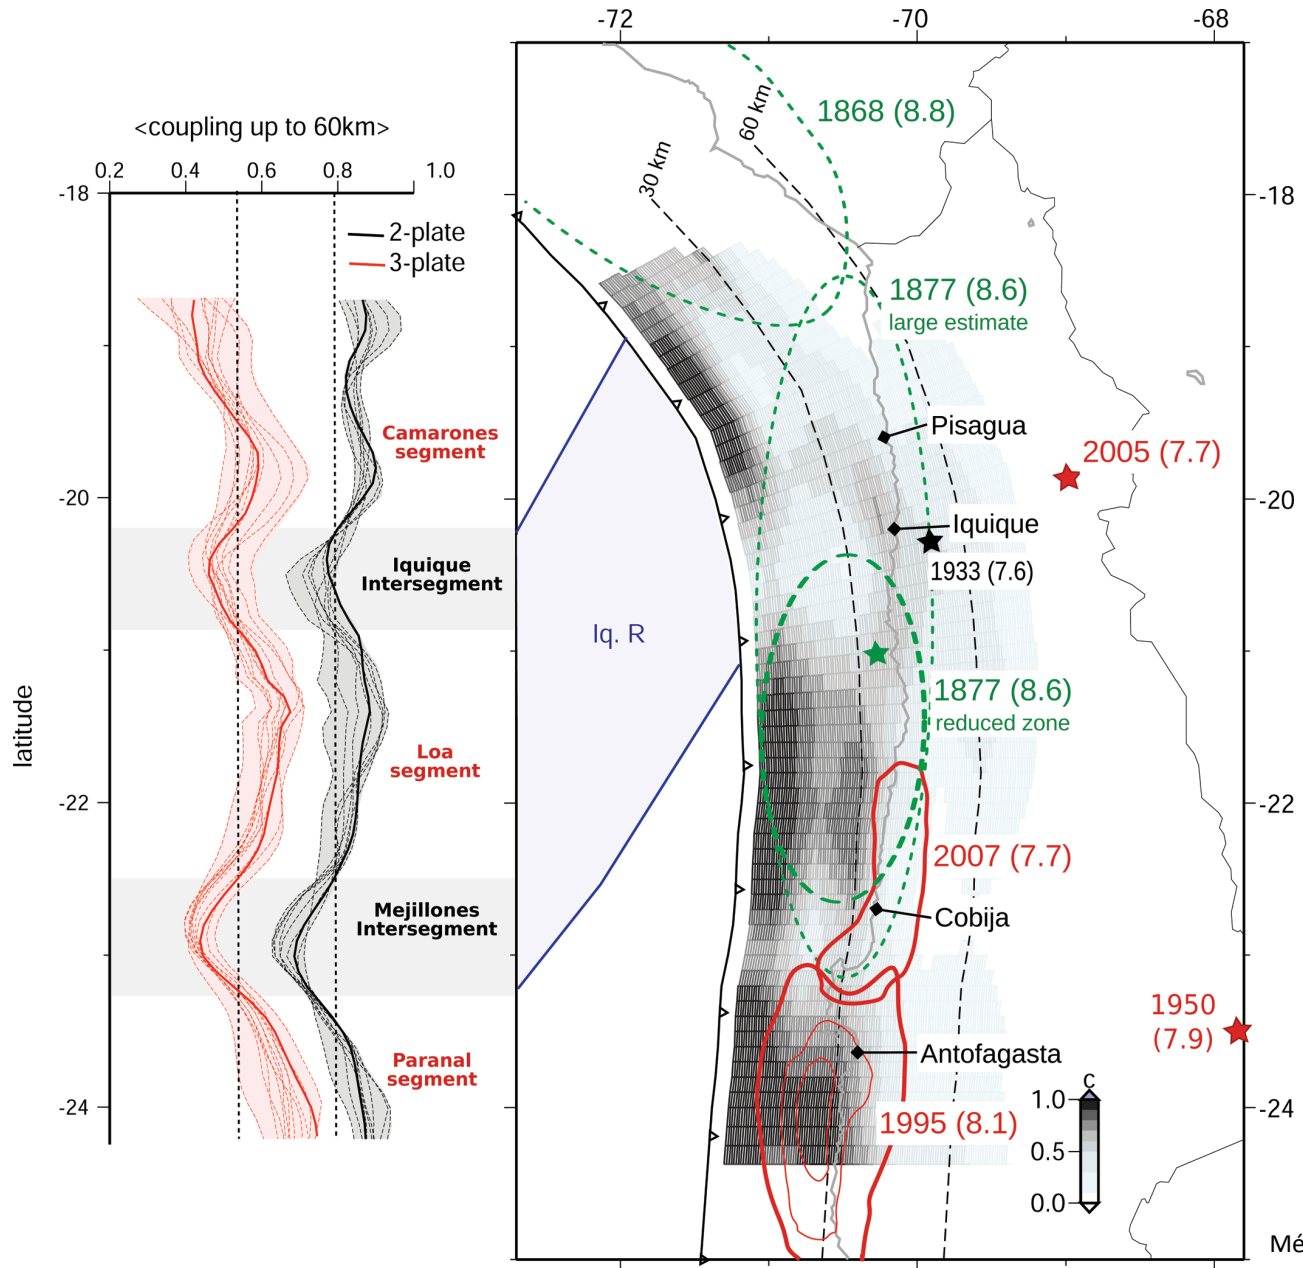 -72
-70
-68
<coupling up to 60km>
0.2
0.4
0.6
0.8
1.0
-18
-20
-22
-24
latitude
2-plate
3-plate
Camarones
segment
Iquique
Intersegment
Loa
segment
Mejillones
Intersegment
Paranal
segment
30 km
60 km
1868 (8.8)
1877 (8.6)
large estimate
Pisagua
2005 (7.7)
Iquique
1933 (7.6)
Iq. R
1877 (8.6)
reduced zone
2007 (7.7)
Cobija
1950
(7.9)
Antofagasta
1995 (8.1)
c
1.0
0.5
0.0
-18
-20
-22
-24
Mé